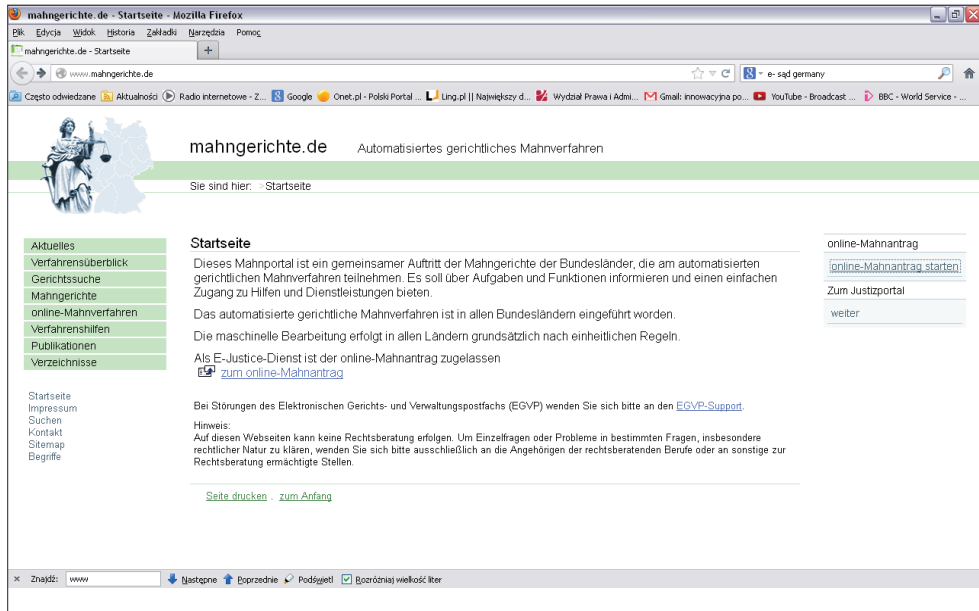 mahngerichte.de - Startseite - Mozilla Firefox
Plik Edycja Widok Historia Zakładki Narzędzia Pomoc
mahngerichte.de - Startseite +
www.mahngerichte.de e- sąd germany
Często odwiedzane Aktualności Radio internetowe - Z... Google Onet.pl - Polski Portal ... Ling.pl || Największy d... Wydział Prawa i Admi... Gmail: innowacyjna po... YouTube - Broadcast ... BBC - World Service - ...
mahngerichte.de Automatisiertes gerichtliches Mahnverfahren
Sie sind hier: >Startseite
Aktuelles
Verfahrensüberblick
Gerichtssuche
Mahngerichte
online-Mahnverfahren
Verfahrenshilfen
Publikationen
Verzeichnisse
Startseite
Impressum
Suchen
Kontakt
Sitemap
Begriffe
Startseite
Dieses Mahnportal ist ein gemeinsamer Auftritt der Mahngerichte der Bundesländer, die am automatisierten
gerichtlichen Mahnverfahren teilnehmen. Es soll über Aufgaben und Funktionen informieren und einen einfachen
Zugang zu Hilfen und Dienstleistungen bieten.
Das automatisierte gerichtliche Mahnverfahren ist in allen Bundesländern eingeführt worden.
Die maschinelle Bearbeitung erfolgt in allen Ländern grundsätzlich nach einheitlichen Regeln.
Als E-Justice-Dienst ist der online-Mahnantrag zugelassen
zum online-Mahnantrag
Bei Störungen des Elektronischen Gerichts- und Verwaltungspostfachs (EGVP) wenden Sie sich bitte an den EGVP-Support.
Hinweis:
Auf diesen Webseiten kann keine Rechtsberatung erfolgen. Um Einzelfragen oder Probleme in bestimmten Fragen, insbesondere
rechtlicher Natur zu klären, wenden Sie sich bitte ausschließlich an die Angehörigen der rechtsberatenden Berufe oder an sonstige zur
Rechtsberatung ermächtigte Stellen.
Seite drucken . zum Anfang
online-Mahnantrag
online-Mahnantrag starten
Zum Justizportal
weiter
× Znajdź: www Następne Poprzednie Podświetl Rozróżniaj wielkość liter